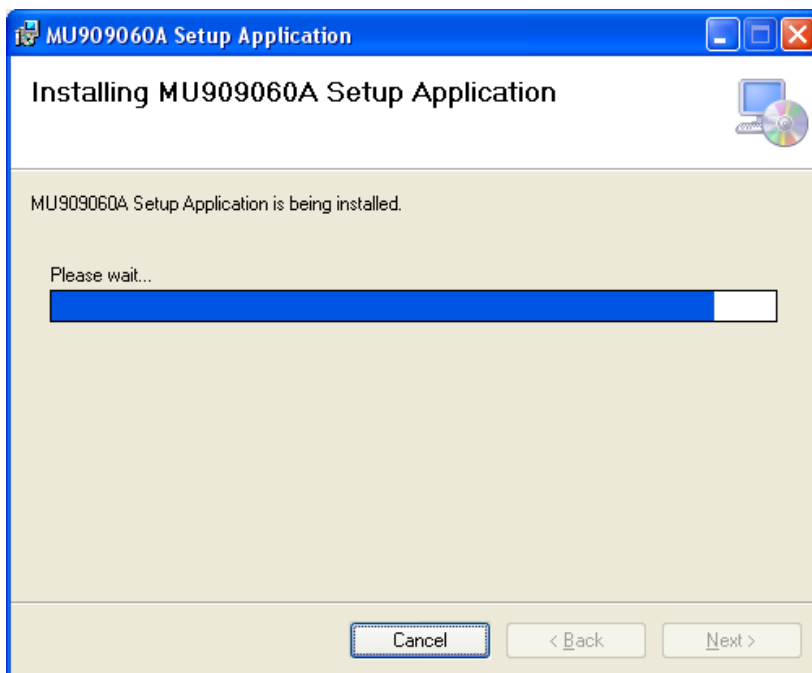 MU909060A Setup Application
Installing MU909060A Setup Application
MU909060A Setup Application is being installed.
Please wait...
Cancel
< Back
Next >